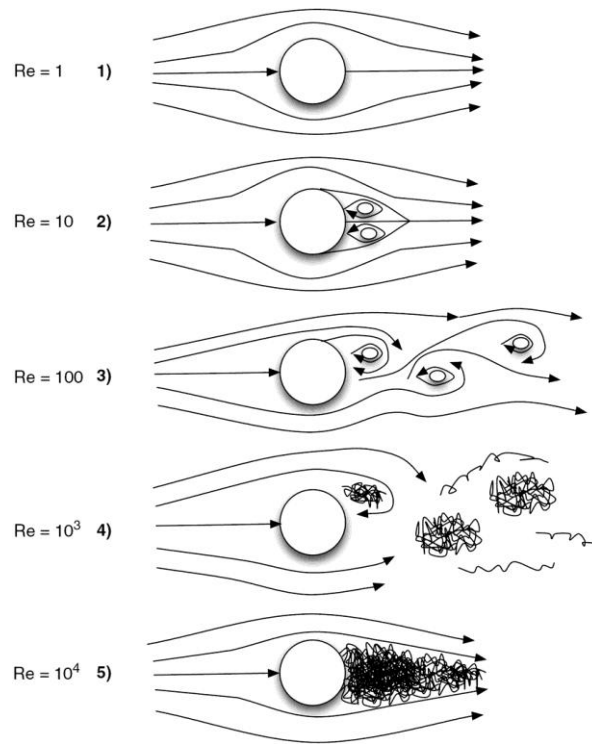 Re = 1 1)
Re = 10 2)
Re = 100 3)
Re = 10³ 4)
Re = 10⁴ 5)